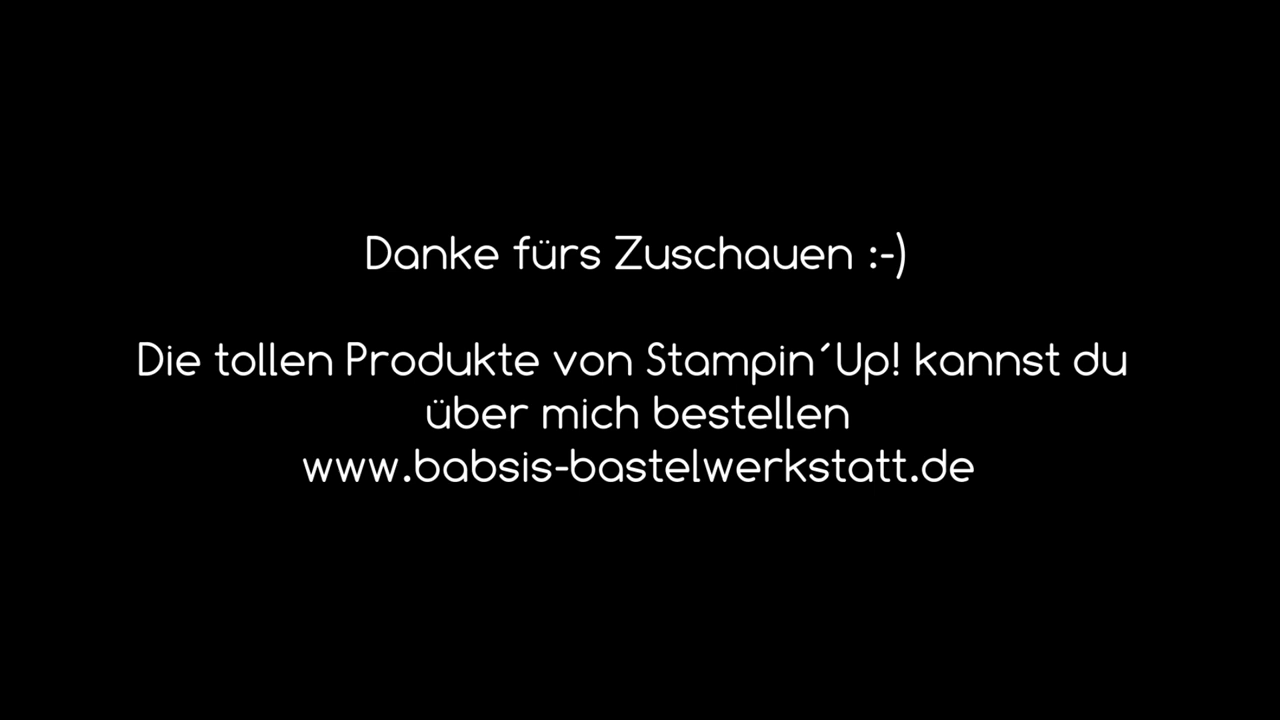 Danke fürs Zuschauen :-)
Die tollen Produkte von Stampin´Up! kannst du
über mich bestellen
www.babsis-bastelwerkstatt.de